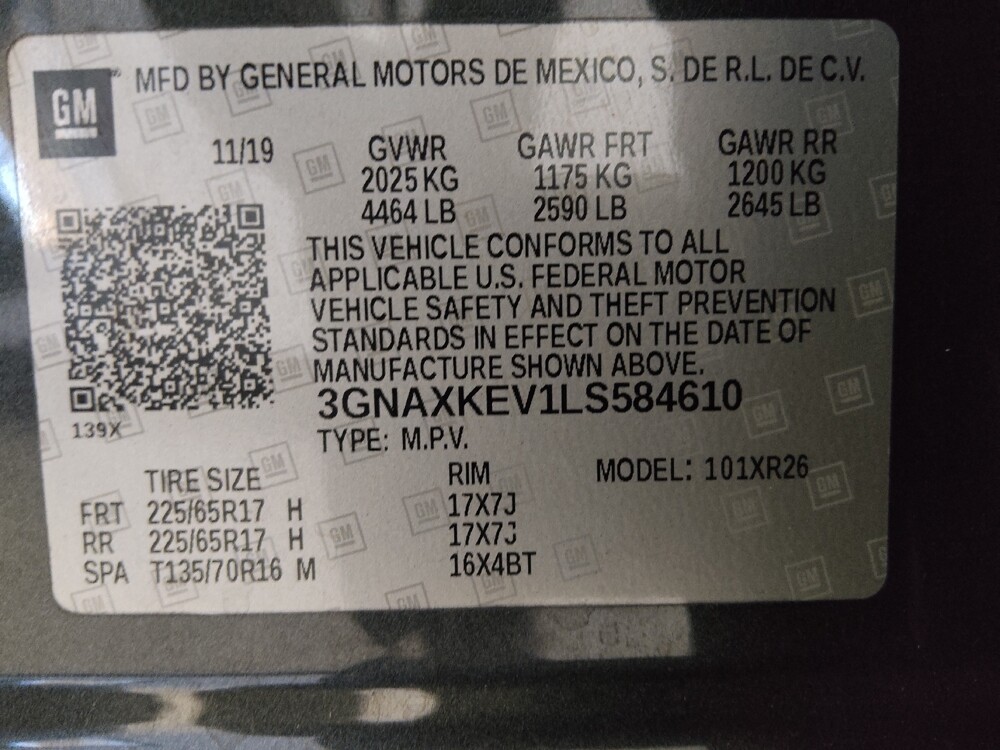 GM
MFD BY GENERAL MOTORS DE MEXICO, S. DE R.L. DE C.V.
11/19 GVWR GAWR FRT GAWR RR
2025 KG 1175 KG 1200 KG
4464 LB 2590 LB 2645 LB
THIS VEHICLE CONFORMS TO ALL
APPLICABLE U.S. FEDERAL MOTOR
VEHICLE SAFETY AND THEFT PREVENTION
STANDARDS IN EFFECT ON THE DATE OF
MANUFACTURE SHOWN ABOVE.
3GNAXKEV1LS584610
139X
TYPE: M.P.V.
TIRE SIZE RIM MODEL: 101XR26
FRT 225/65R17 H 17X7J
RR 225/65R17 H 17X7J
SPA T135/70R16 M 16X4BT